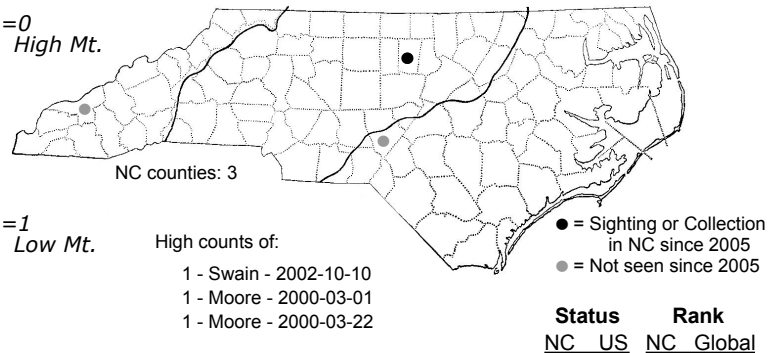 =0
High Mt.
NC counties: 3
=1
Low Mt.
High counts of:
1 - Swain - 2002-10-10
1 - Moore - 2000-03-01
1 - Moore - 2000-03-22
= Sighting or Collection
in NC since 2005
= Not seen since 2005
Status Rank
NC US NC Global